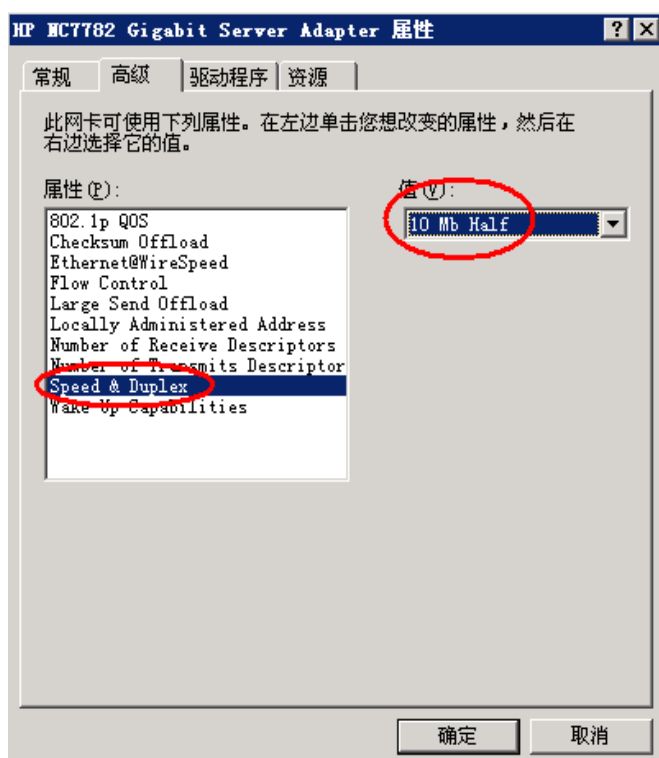 HP NC7782 Gigabit Server Adapter 属性
常规 高级 驱动程序 资源
此网卡可使用下列属性。在左边单击您想改变的属性，然后在
右边选择它的值。
属性(P):
值(V):
802.1p QOS
10 Mb Half
Checksum Offload
Ethernet@WireSpeed
Flow Control
Large Send Offload
Locally Administered Address
Number of Receive Descriptors
Number of Transmits Descriptor
Speed & Duplex
Wake Up Capabilities
确定 取消